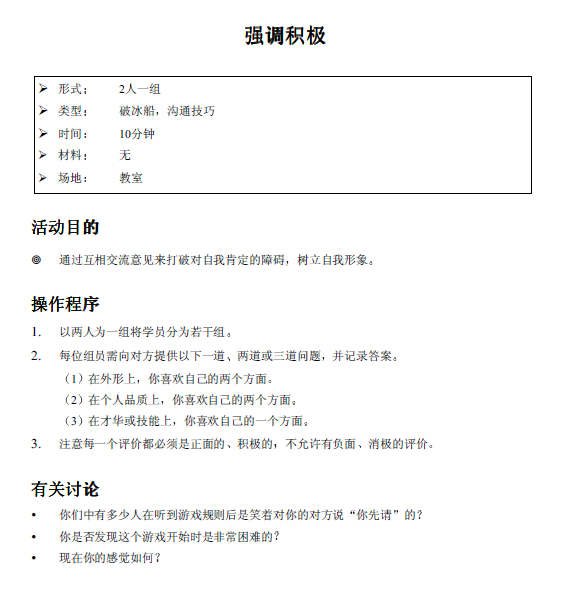 强调积极
➢ 形式： 2人一组
➢ 类型： 破冰船，沟通技巧
➢ 时间： 10分钟
➢ 材料： 无
➢ 场地： 教室
活动目的
通过互相交流意见来打破对自我肯定的障碍，树立自我形象。
操作程序
1. 以两人为一组将学员分为若干组。
2. 每位组员需向对方提供以下一道、两道或三道问题，并记录答案。
（1）在外形上，你喜欢自己的两个方面。
（2）在个人品质上，你喜欢自己的两个方面。
（3）在才华或技能上，你喜欢自己的一个方面。
3. 注意每一个评价都必须是正面的、积极的，不允许有负面、消极的评价。
有关讨论
• 你们中有多少人在听到游戏规则后是笑着对你的对方说“你先请”的？
• 你是否发现这个游戏开始时是非常困难的？
• 现在你的感觉如何？